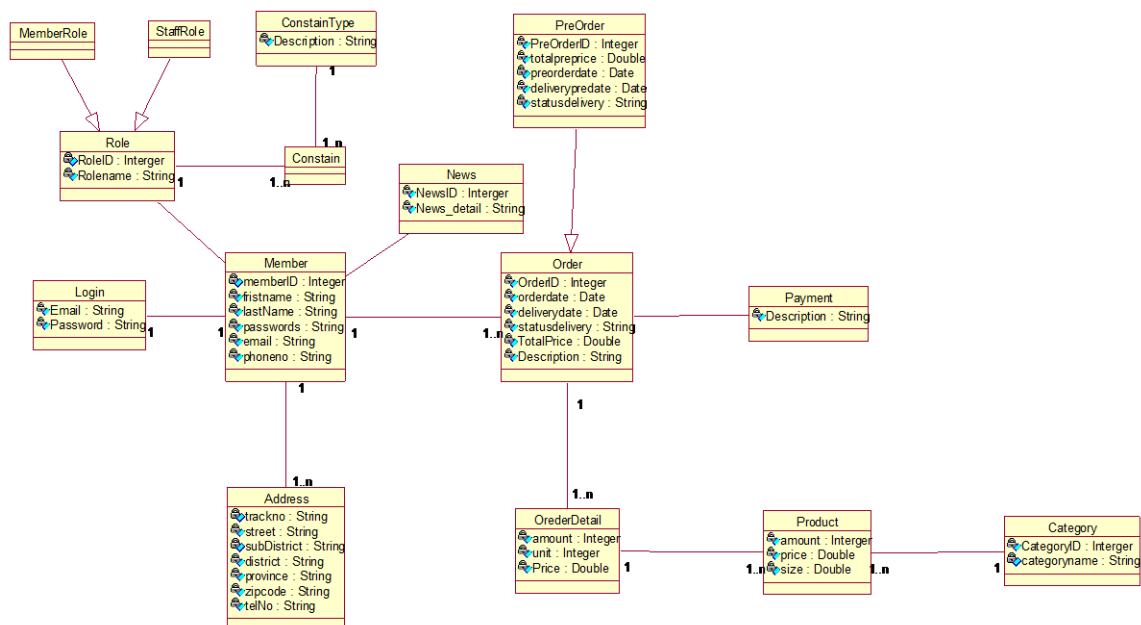 MemberRole
StaffRole
ConstainType
Description : String
1
1..n
Constain
Role
RoleID : Interger
Rolename : String
1
1..n
PreOrder
PreOrderID : Integer
totalpreprice : Double
preorderdate : Date
deliverypredate : Date
statusdelivery : String
News
NewsID : Interger
News_detail : String
Login
Email : String
Password : String
1
1
Member
memberID : Integer
fristname : String
lastName : String
passwords : String
email : String
phoneno : String
1
1..n
Order
OrderID : Integer
orderdate : Date
deliverydate : Date
statusdelivery : String
TotalPrice : Double
Description : String
Payment
Description : String
1
1..n
Address
trackno : String
street : String
subDistrict : String
district : String
province : String
zipcode : String
telNo : String
1
1..n
OrederDetail
amount : Integer
unit : Integer
Price : Double
1
1..n
Product
amount : Interger
price : Double
size : Double
1..n
1
Category
CategoryID : Interger
categoryname : String